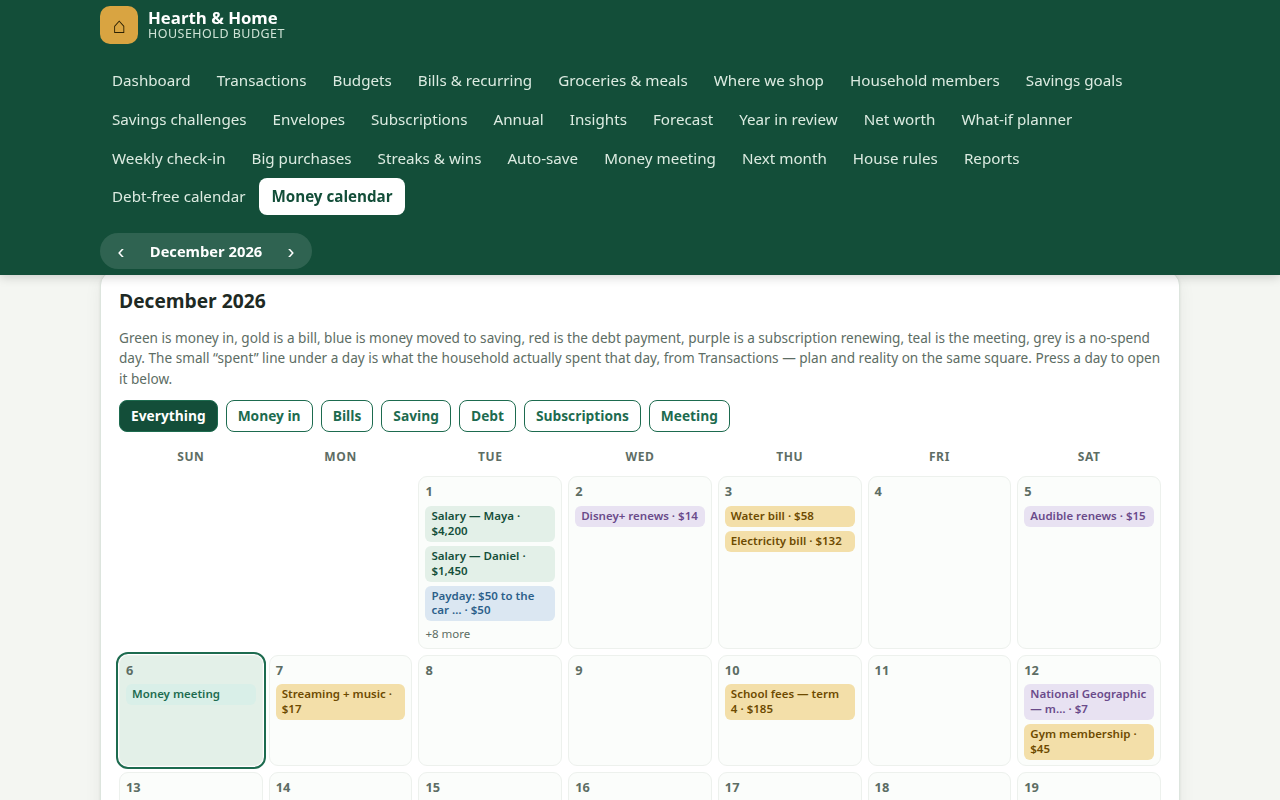 ⌂
Hearth & Home
HOUSEHOLD BUDGET
Dashboard Transactions Budgets Bills & recurring Groceries & meals Where we shop Household members Savings goals
Savings challenges Envelopes Subscriptions Annual Insights Forecast Year in review Net worth What-if planner
Weekly check-in Big purchases Streaks & wins Auto-save Money meeting Next month House rules Reports
Debt-free calendar Money calendar
‹ December 2026 ›
December 2026
Green is money in, gold is a bill, blue is money moved to saving, red is the debt payment, purple is a subscription renewing, teal is the meeting, grey is a no-spend
day. The small “spent” line under a day is what the household actually spent that day, from Transactions — plan and reality on the same square. Press a day to open
it below.
Everything Money in Bills Saving Debt Subscriptions Meeting
SUN MON TUE WED THU FRI SAT
1
Salary — Maya ·
$4,200
Salary — Daniel ·
$1,450
Payday: $50 to the
car … · $50
+8 more
2
Disney+ renews · $14
3
Water bill · $58
Electricity bill · $132
4
5
Audible renews · $15
6
Money meeting
7
Streaming + music ·
$17
8
9
10
School fees — term
4 · $185
11
12
National Geographic
— m… · $7
Gym membership ·
$45
13 14 15 16 17 18 19